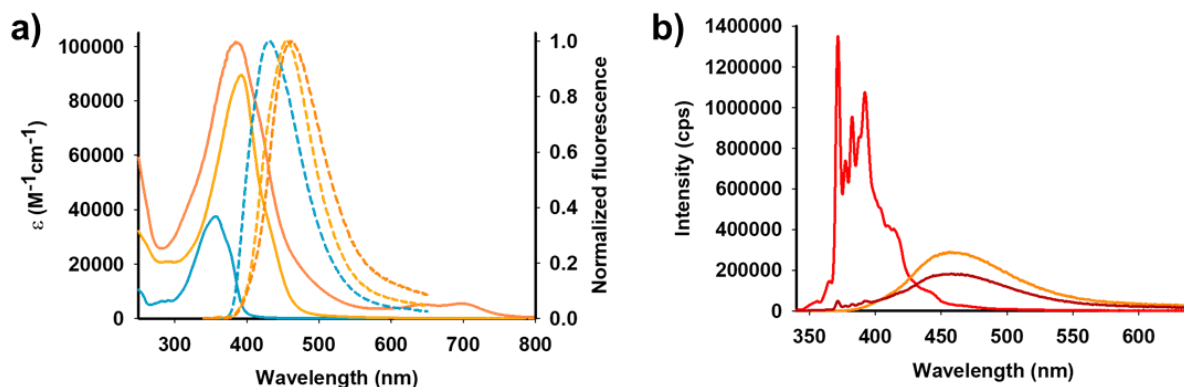 a)
100000
80000
60000
40000
20000
0
ε (M⁻¹cm⁻¹)
300 400 500 600 700 800
Wavelength (nm)
1.0
0.8
0.6
0.4
0.2
0.0
Normalized fluorescence
b)
1400000
1200000
1000000
800000
600000
400000
200000
0
Intensity (cps)
350 400 450 500 550 600
Wavelength (nm)